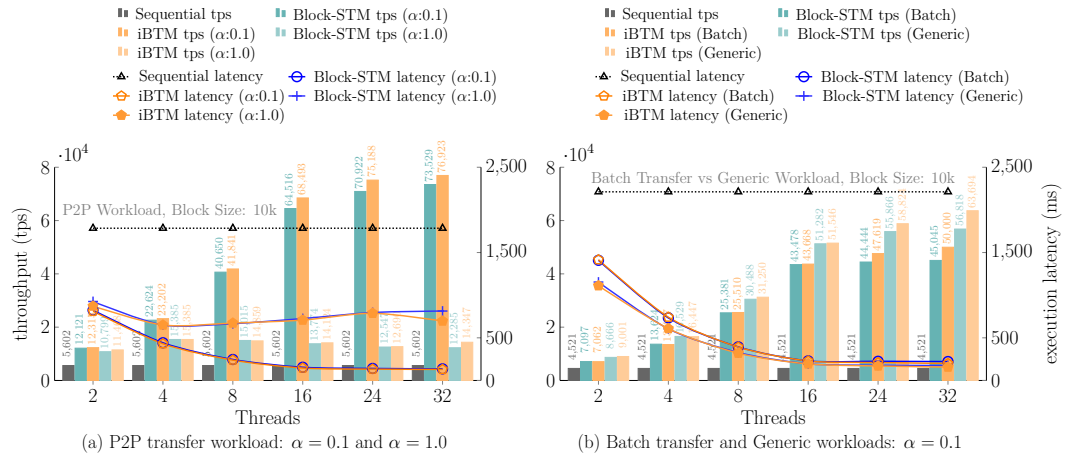 Sequential tps
Block-STM tps (α:0.1)
iBTM tps (α:0.1)
Block-STM tps (α:1.0)
iBTM tps (α:1.0)
Sequential latency
Block-STM latency (α:0.1)
iBTM latency (α:0.1)
Block-STM latency (α:1.0)
iBTM latency (α:1.0)
·10⁴
P2P Workload, Block Size: 10k
throughput (tps)
8
6
4
2
0
2,500
1,500
500
0
5,602
12,121
10,79
5,602
22,624
23,202
385
385
5,602
40,650
41,841
5,602
64,516
68,493
5,602
70,922
75,188
5,602
73,529
76,923
12,285
14,347
2
4
8
16
24
32
Threads
(a) P2P transfer workload: α = 0.1 and α = 1.0
Sequential tps
Block-STM tps (Batch)
iBTM tps (Batch)
Block-STM tps (Generic)
iBTM tps (Generic)
Sequential latency
Block-STM latency (Batch)
iBTM latency (Batch)
Block-STM latency (Generic)
iBTM latency (Generic)
·10⁴
Batch Transfer vs Generic Workload, Block Size: 10k
8
6
4
2
0
2,500
1,500
500
0
execution latency (ms)
4,521
7,097
7,062
8,666
9,001
4,521
4,521
25,381
25,510
30,488
31,250
4,521
43,478
43,668
51,282
51,546
4,521
44,444
47,619
55,866
4,521
45,045
50,000
56,818
63,694
2
4
8
16
24
32
Threads
(b) Batch transfer and Generic workloads: α = 0.1